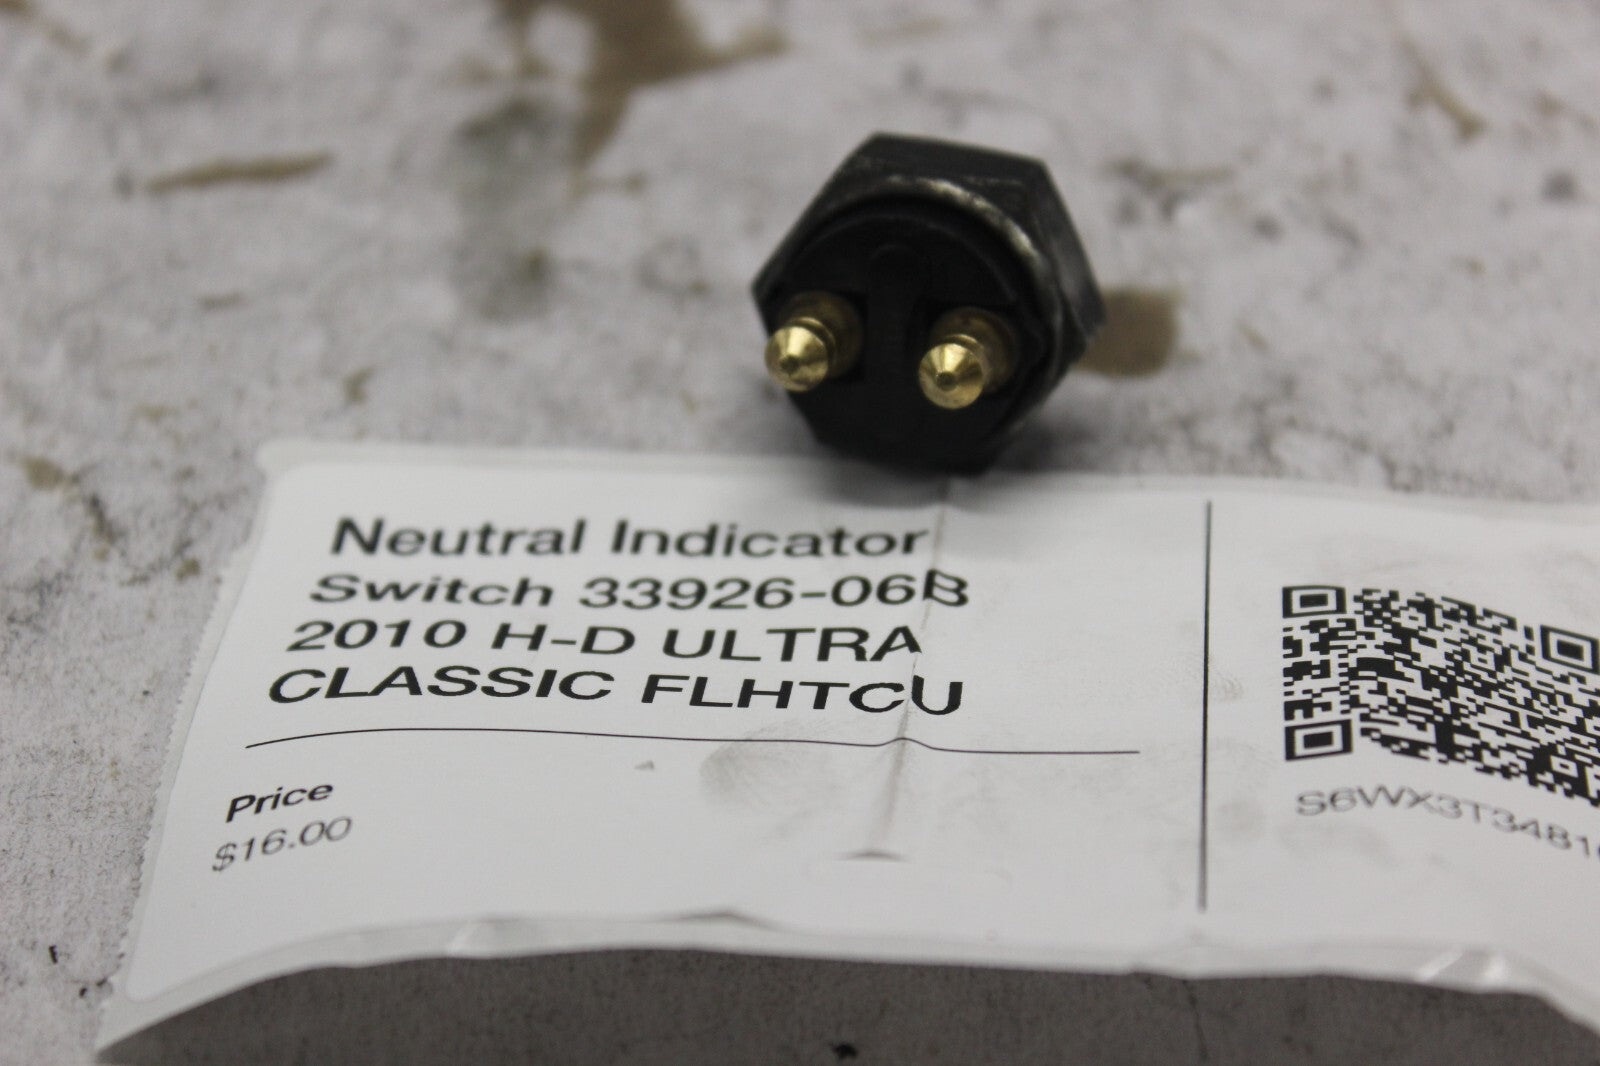 Neutral Indicator
Switch 33926-06B
2010 H-D ULTRA
CLASSIC FLHTCU
Price
$16.00